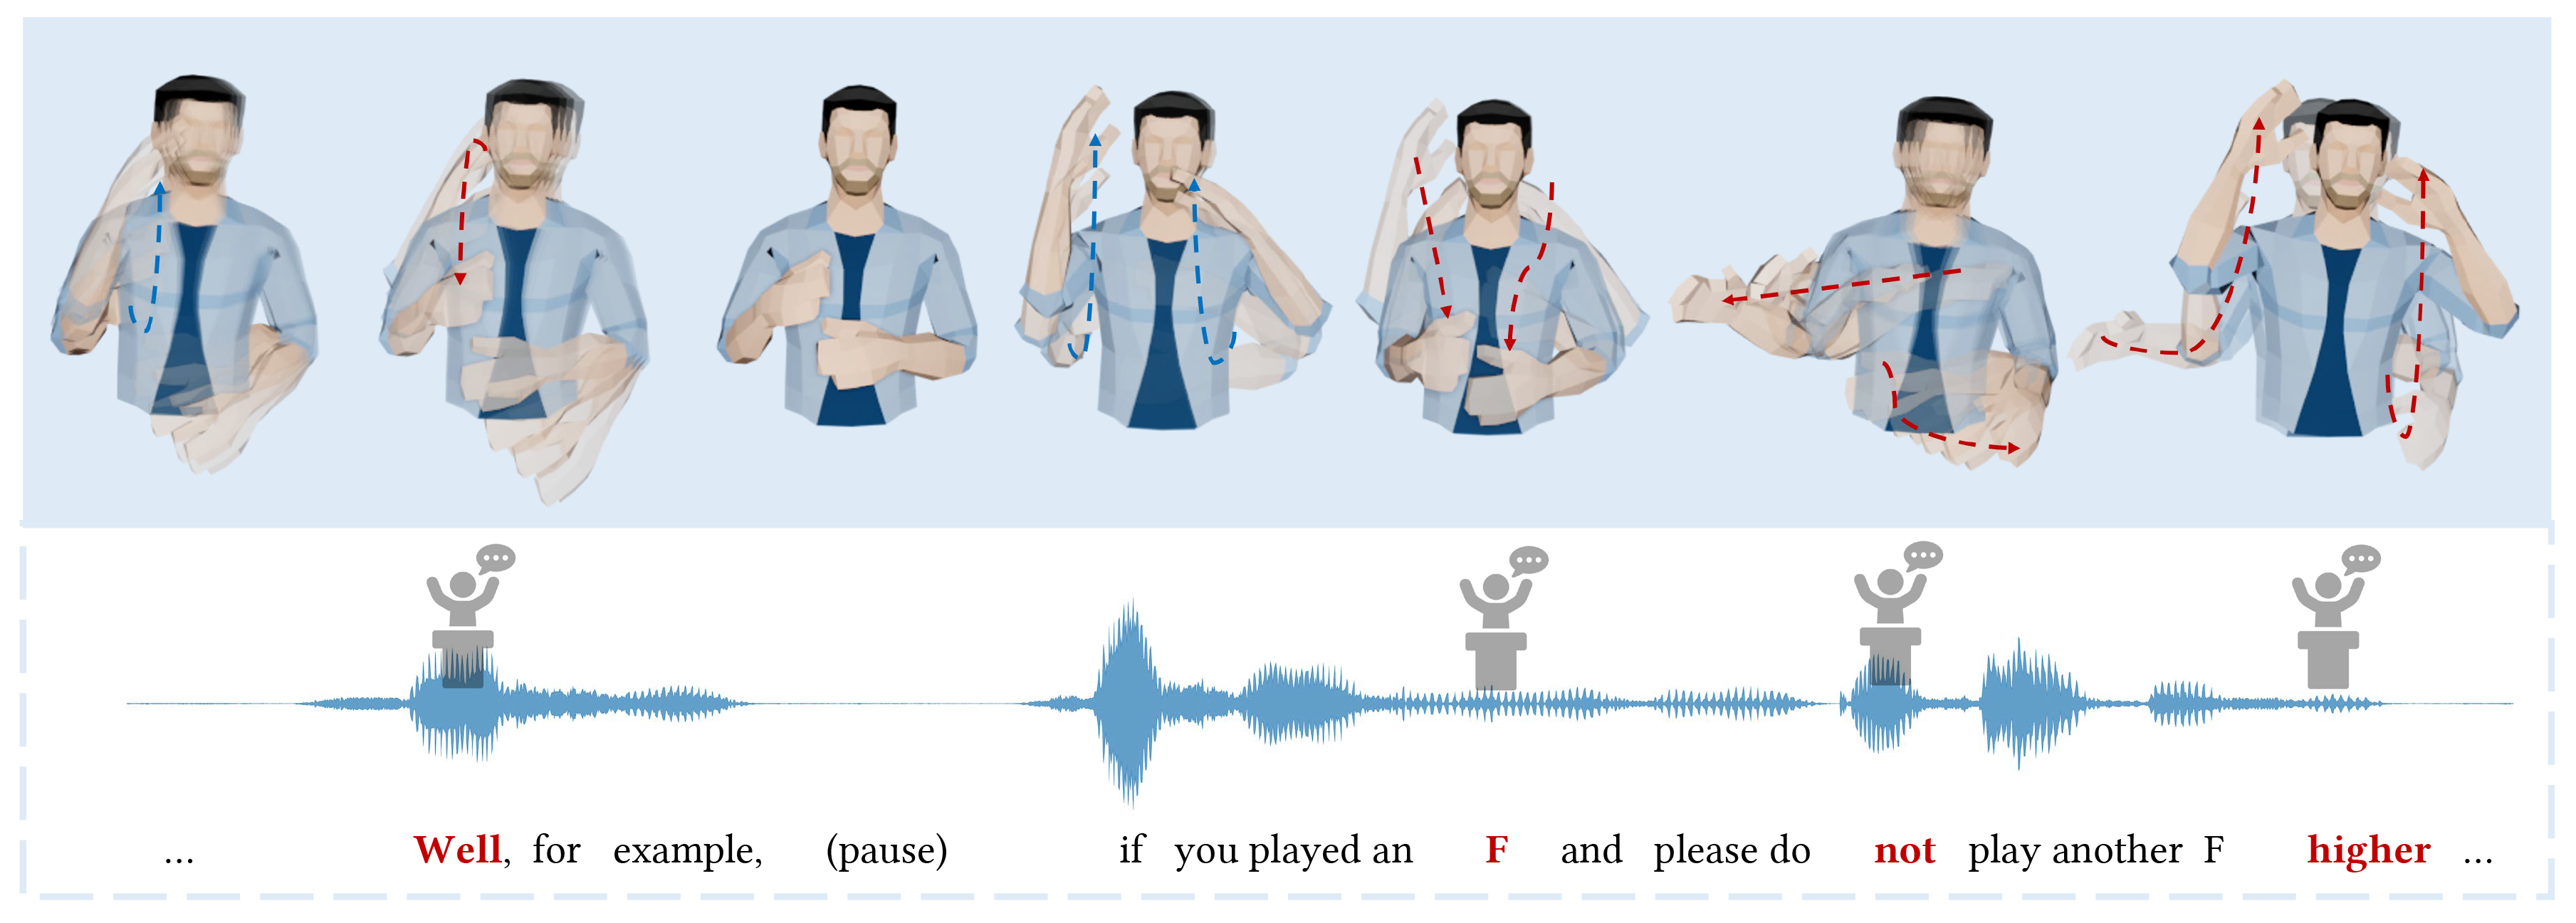 ... Well, for example, (pause) if you played an F and please do not play another F higher ...